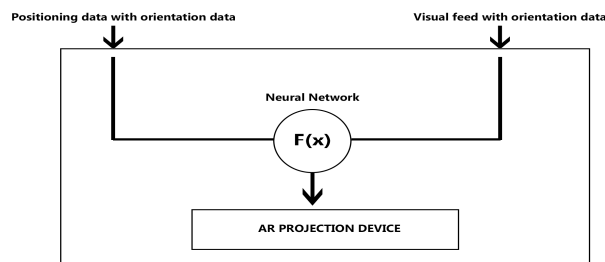 Positioning data with orientation data
Visual feed with orientation data
Neural Network
F(x)
AR PROJECTION DEVICE